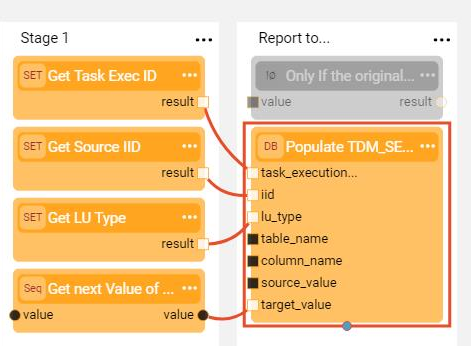 Stage 1
...
SET Get Task Exec ID ...
result
SET Get Source IID ...
result
SET Get LU Type ...
result
Seq Get next Value of ... ...
value value
Report to...
...
Only If the original... ...
value result
DB Populate TDM_SE... ...
task_execution...
iid
lu_type
table_name
column_name
source_value
target_value